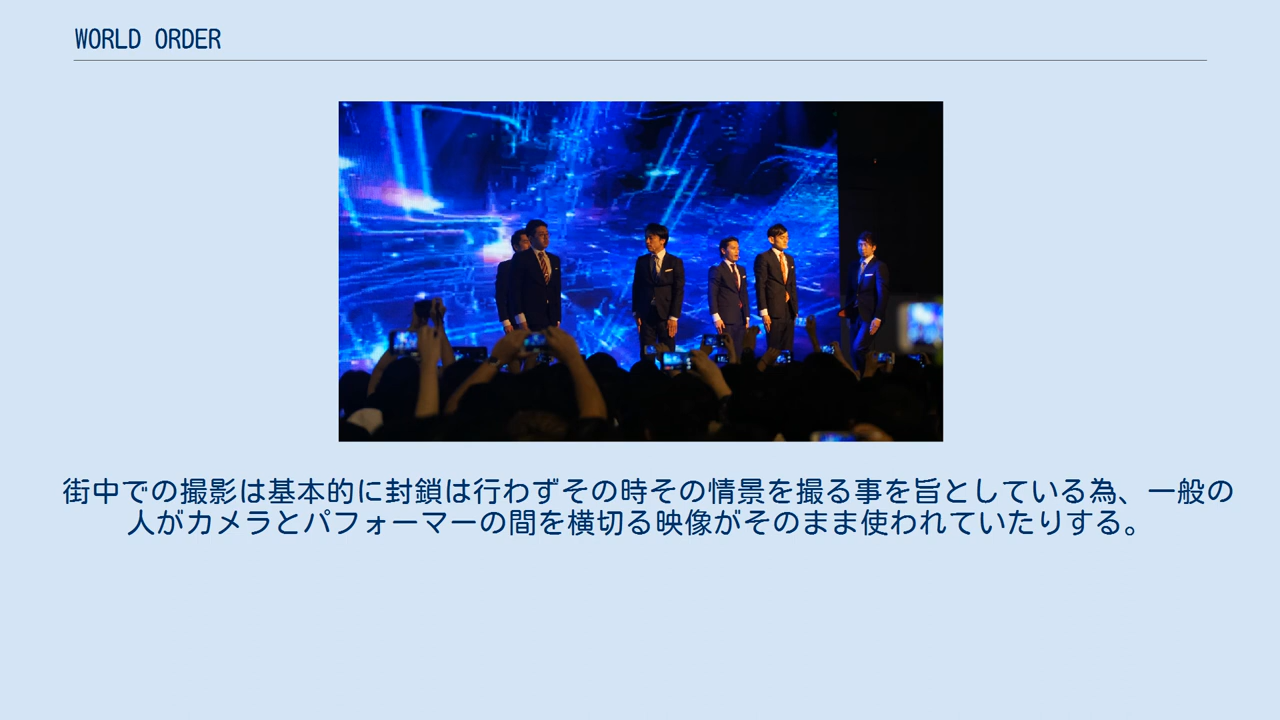 WORLD ORDER
街中での撮影は基本的に封鎖は行わずその時その情景を撮る事を旨としている為、一般の
人がカメラとパフォーマーの間を横切る映像がそのまま使われていたりする。